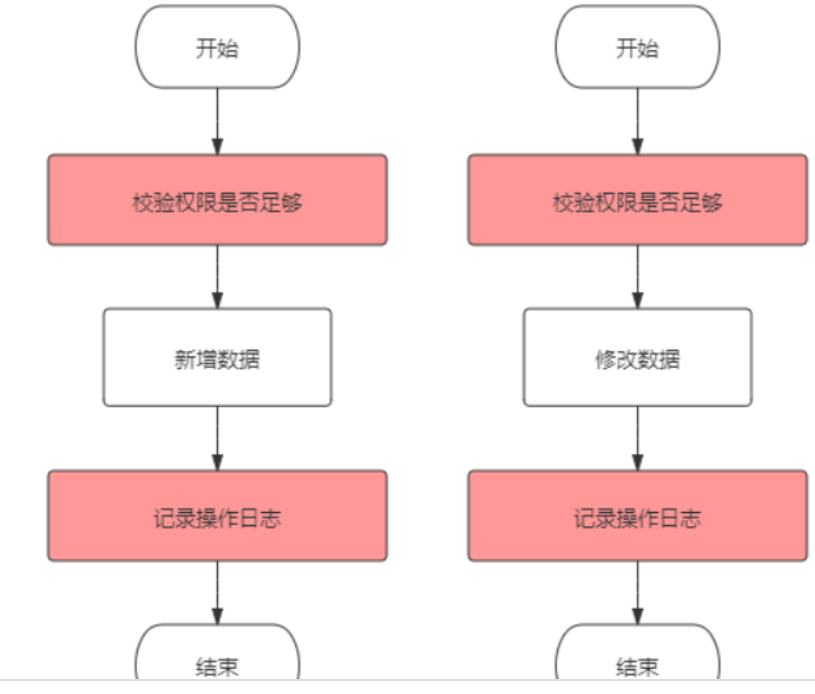 开始
校验权限是否足够
新增数据
记录操作日志
结束
开始
校验权限是否足够
修改数据
记录操作日志
结束